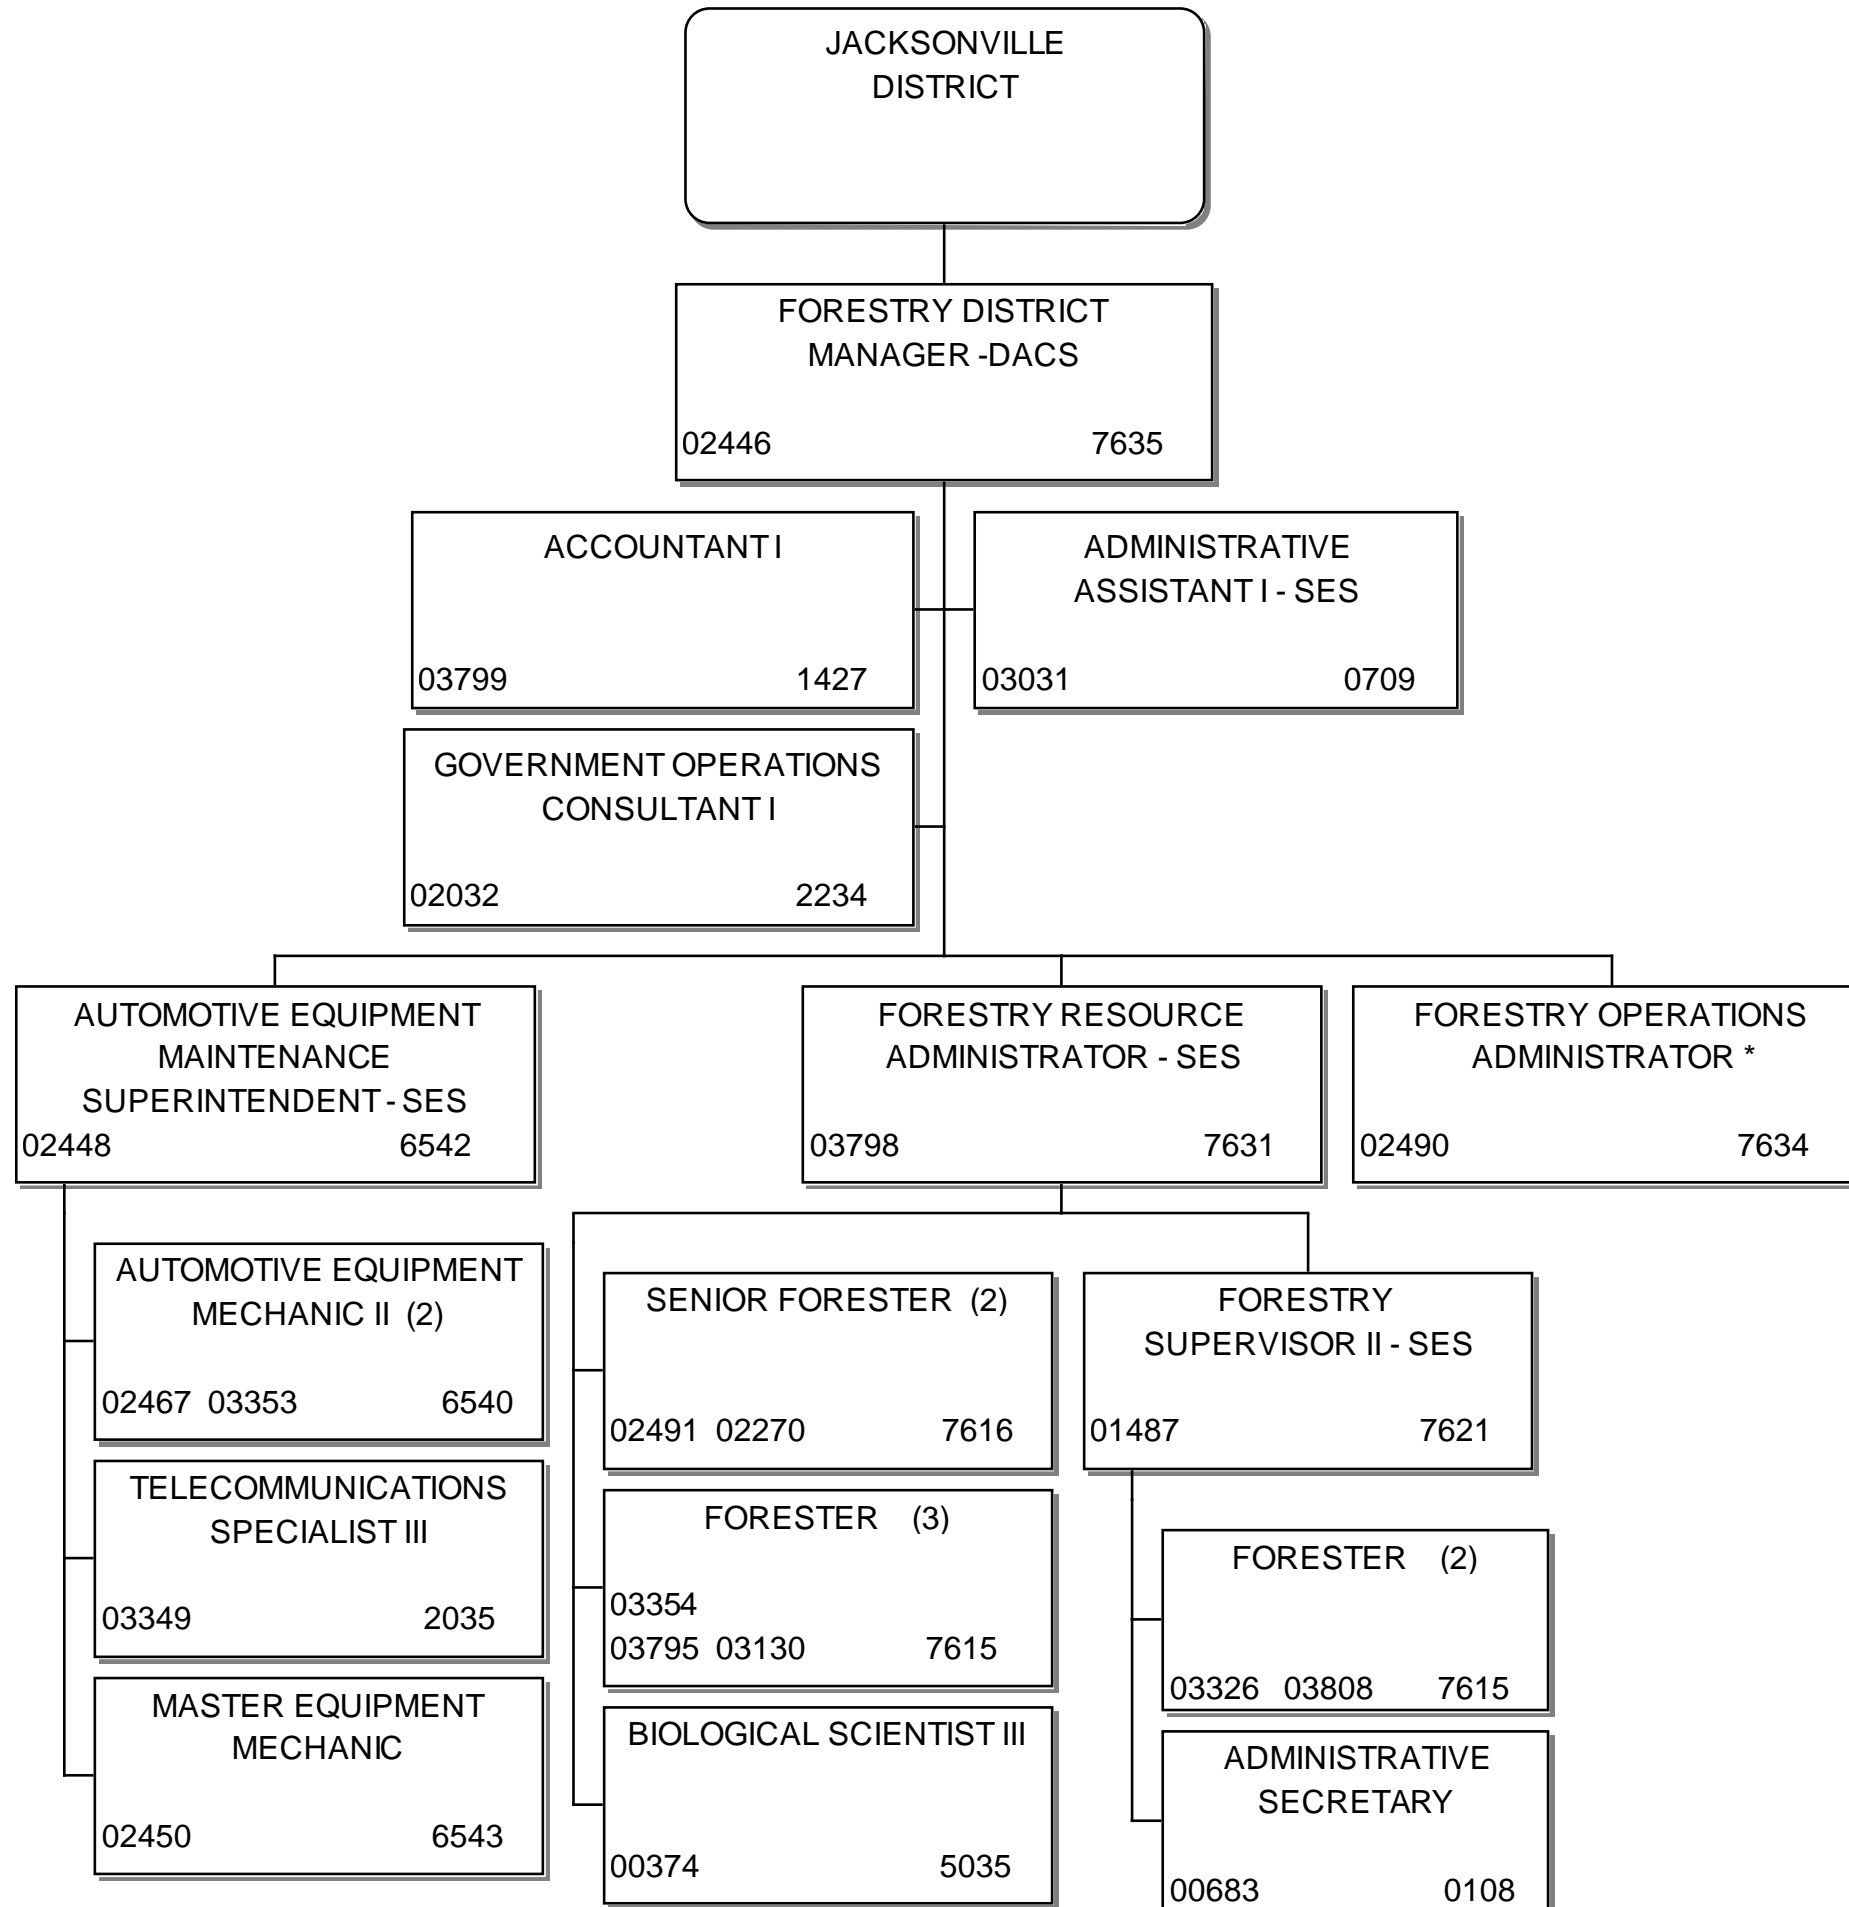 JACKSONVILLE
DISTRICT
FORESTRY DISTRICT
MANAGER -DACS
02446 7635
ACCOUNTANT I
03799 1427
ADMINISTRATIVE
ASSISTANT I - SES
03031 0709
GOVERNMENT OPERATIONS
CONSULTANT I
02032 2234
AUTOMOTIVE EQUIPMENT
MAINTENANCE
SUPERINTENDENT - SES
02448 6542
FORESTRY RESOURCE
ADMINISTRATOR - SES
03798 7631
FORESTRY OPERATIONS
ADMINISTRATOR *
02490 7634
AUTOMOTIVE EQUIPMENT
MECHANIC II (2)
02467 03353 6540
TELECOMMUNICATIONS
SPECIALIST III
03349 2035
MASTER EQUIPMENT
MECHANIC
02450 6543
SENIOR FORESTER (2)
02491 02270 7616
FORESTER (3)
03354
03795 03130 7615
BIOLOGICAL SCIENTIST III
00374 5035
FORESTRY
SUPERVISOR II - SES
01487 7621
FORESTER (2)
03326 03808 7615
ADMINISTRATIVE
SECRETARY
00683 0108